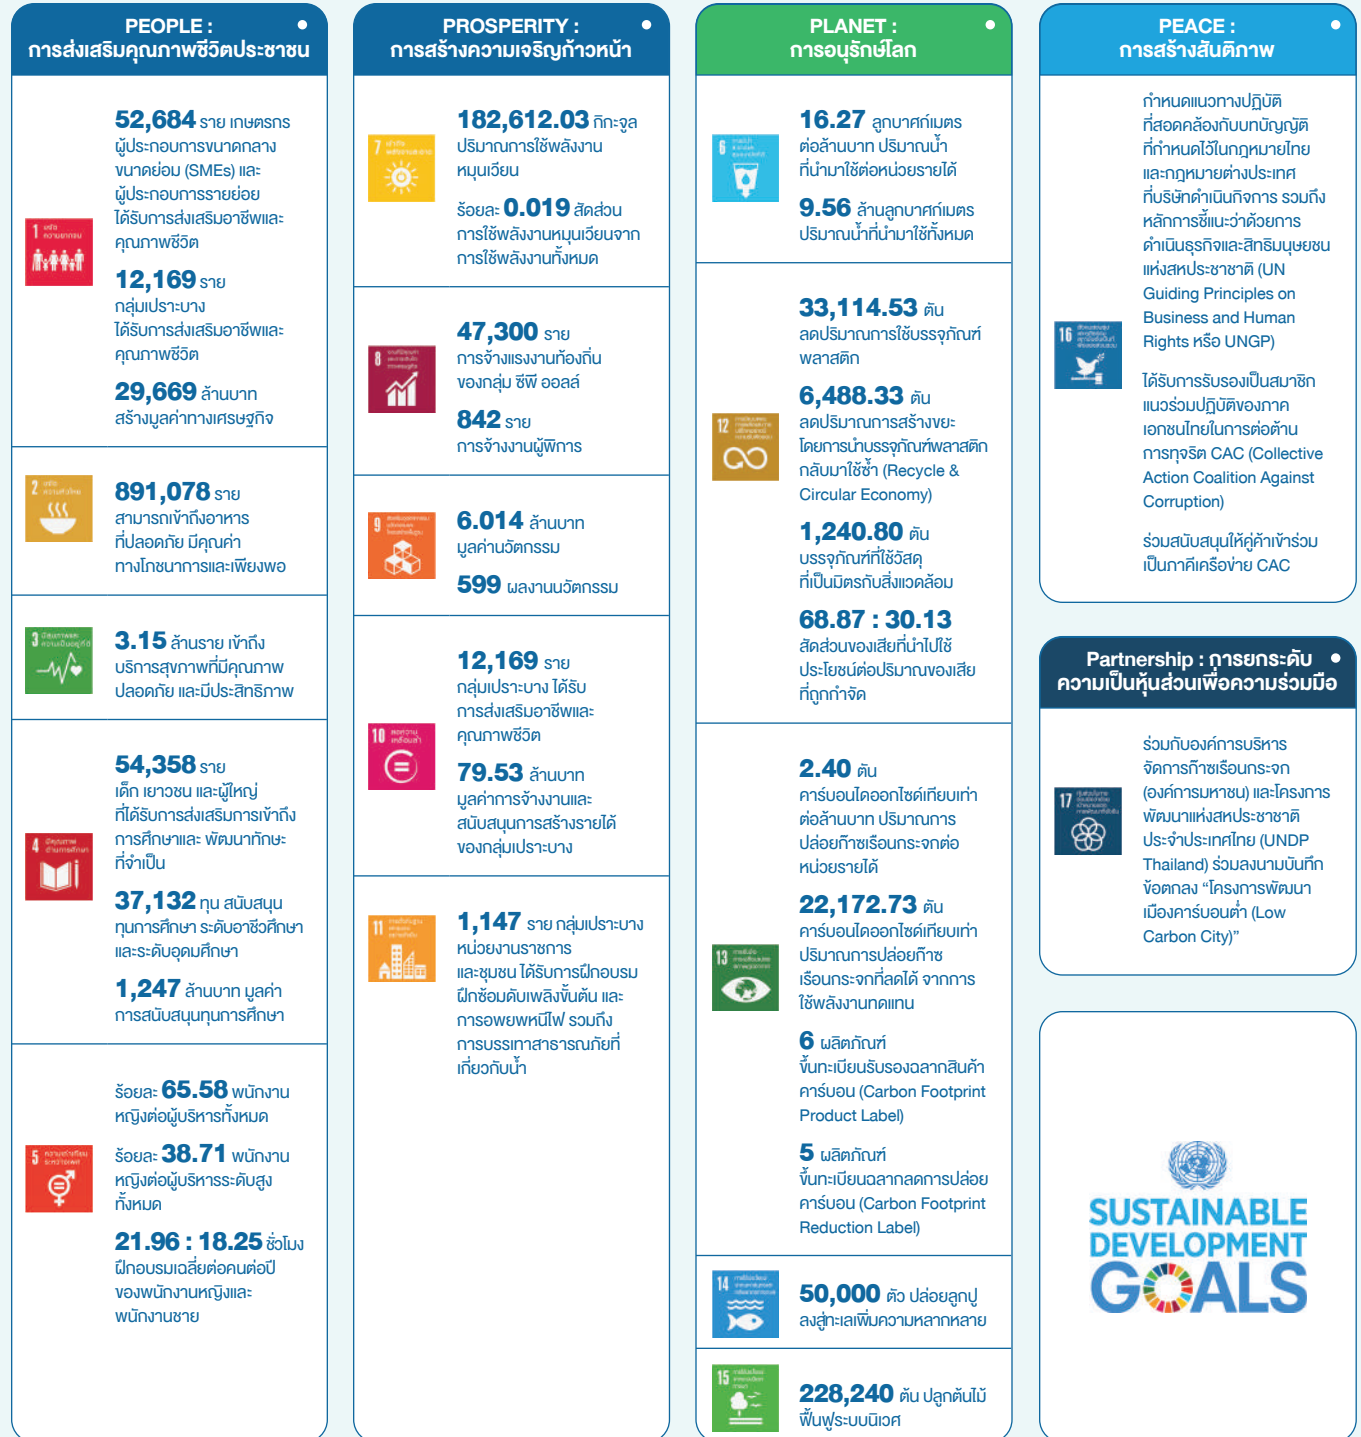 PEOPLE :
การส่งเสริมคุณภาพชีวิตประชาชน
1
52,684 ราย เกษตรกร
ผู้ประกอบการขนาดกลาง
ขนาดย่อม (SMEs) และ
ผู้ประกอบการรายย่อย
ได้รับการส่งเสริมอาชีพและ
คุณภาพชีวิต
12,169 ราย
กลุ่มเปราะบาง
ได้รับการส่งเสริมอาชีพและ
คุณภาพชีวิต
29,669 ล้านบาท
สร้างมูลค่าทางเศรษฐกิจ
2
891,078 ราย
สามารถเข้าถึงอาหาร
ที่ปลอดภัย มีคุณค่า
ทางโภชนาการและเพียงพอ
3
3.15 ล้านราย เข้าถึง
บริการสุขภาพที่มีคุณภาพ
ปลอดภัย และมีประสิทธิภาพ
4
54,358 ราย
เด็ก เยาวชน และผู้ใหญ่
ที่ได้รับการส่งเสริมการเข้าถึง
การศึกษาและ พัฒนาทักษะ
ที่จำเป็น
37,132 ทุน สนับสนุน
ทุนการศึกษา ระดับอาชีวศึกษา
และระดับอุดมศึกษา
1,247 ล้านบาท มูลค่า
การสนับสนุนทุนการศึกษา
5
ร้อยละ 65.58 พนักงาน
หญิงต่อผู้บริหารทั้งหมด
ร้อยละ 38.71 พนักงาน
หญิงต่อผู้บริหารระดับสูง
ทั้งหมด
21.96 : 18.25 ชั่วโมง
ฝึกอบรมเฉลี่ยต่อคนต่อปี
ของพนักงานหญิงและ
พนักงานชาย
PROSPERITY :
การสร้างความเจริญก้าวหน้า
7
182,612.03 กิกะจูล
ปริมาณการใช้พลังงาน
หมุนเวียน
ร้อยละ 0.019 สัดส่วน
การใช้พลังงานหมุนเวียนจาก
การใช้พลังงานทั้งหมด
8
47,300 ราย
การจ้างแรงงานท้องถิ่น
ของกลุ่ม ซีพี ออลล์
842 ราย
การจ้างงานผู้พิการ
9
6.014 ล้านบาท
มูลค่านวัตกรรม
599 ผลงานนวัตกรรม
10
12,169 ราย
กลุ่มเปราะบาง ได้รับ
การส่งเสริมอาชีพและ
คุณภาพชีวิต
79.53 ล้านบาท
มูลค่าการจ้างงานและ
สนับสนุนการสร้างรายได้
ของกลุ่มเปราะบาง
11
1,147 ราย กลุ่มเปราะบาง
หน่วยงานราชการ
และชุมชน ได้รับการฝึกอบรม
ฝึกซ้อมดับเพลิงขั้นต้น และ
การอพยพหนีไฟ รวมถึง
การบรรเทาสาธารณภัยที่
เกี่ยวกับน้ำ
PLANET :
การอนุรักษ์โลก
6
16.27 ลูกบาศก์เมตร
ต่อล้านบาท ปริมาณน้ำ
ที่นำมาใช้ต่อหน่วยรายได้
9.56 ล้านลูกบาศก์เมตร
ปริมาณน้ำที่นำมาใช้ทั้งหมด
12
33,114.53 ตัน
ลดปริมาณการใช้บรรจุภัณฑ์
พลาสติก
6,488.33 ตัน
ลดปริมาณการสร้างขยะ
โดยการนำบรรจุภัณฑ์พลาสติก
กลับมาใช้ซ้ำ (Recycle &
Circular Economy)
1,240.80 ตัน
บรรจุภัณฑ์ที่ใช้วัสดุ
ที่เป็นมิตรกับสิ่งแวดล้อม
68.87 : 30.13
สัดส่วนของเสียที่นำไปใช้
ประโยชน์ต่อปริมาณของเสีย
ที่ถูกกำจัด
13
2.40 ตัน
คาร์บอนไดออกไซด์เทียบเท่า
ต่อล้านบาท ปริมาณการ
ปล่อยก๊าซเรือนกระจกต่อ
หน่วยรายได้
22,172.73 ตัน
คาร์บอนไดออกไซด์เทียบเท่า
ปริมาณการปล่อยก๊าซ
เรือนกระจกที่ลดได้ จากการ
ใช้พลังงานทดแทน
6 ผลิตภัณฑ์
ขึ้นทะเบียนรับรองฉลากสินค้า
คาร์บอน (Carbon Footprint
Product Label)
5 ผลิตภัณฑ์
ขึ้นทะเบียนฉลากลดการปล่อย
คาร์บอน (Carbon Footprint
Reduction Label)
14
50,000 ตัว ปล่อยลูกปู
ลงสู่ทะเลเพิ่มความหลากหลาย
15
228,240 ต้น ปลูกต้นไม้
ฟื้นฟูระบบนิเวศ
PEACE :
การสร้างสันติภาพ
16
กำหนดแนวทางปฏิบัติ
ที่สอดคล้องกับบทบัญญัติ
ที่กำหนดไว้ในกฎหมายไทย
และกฎหมายต่างประเทศ
ที่บริษัทดำเนินกิจการ รวมถึง
หลักการชี้แนะว่าด้วยการ
ดำเนินธุรกิจและสิทธิมนุษยชน
แห่งสหประชาชาติ (UN
Guiding Principles on
Business and Human
Rights หรือ UNGP)
ได้รับการรับรองเป็นสมาชิก
แนวร่วมปฏิบัติของภาค
เอกชนไทยในการต่อต้าน
การทุจริต CAC (Collective
Action Coalition Against
Corruption)
ร่วมสนับสนุนให้คู่ค้าเข้าร่วม
เป็นภาคีเครือข่าย CAC
Partnership : การยกระดับ
ความเป็นหุ้นส่วนเพื่อความร่วมมือ
17
ร่วมกับองค์การบริหาร
จัดการก๊าซเรือนกระจก
(องค์การมหาชน) และโครงการ
พัฒนาแห่งสหประชาชาติ
ประจำประเทศไทย (UNDP
Thailand) ร่วมลงนามบันทึก
ข้อตกลง “โครงการพัฒนา
เมืองคาร์บอนต่ำ (Low
Carbon City)”
SUSTAINABLE
DEVELOPMENT
GOALS